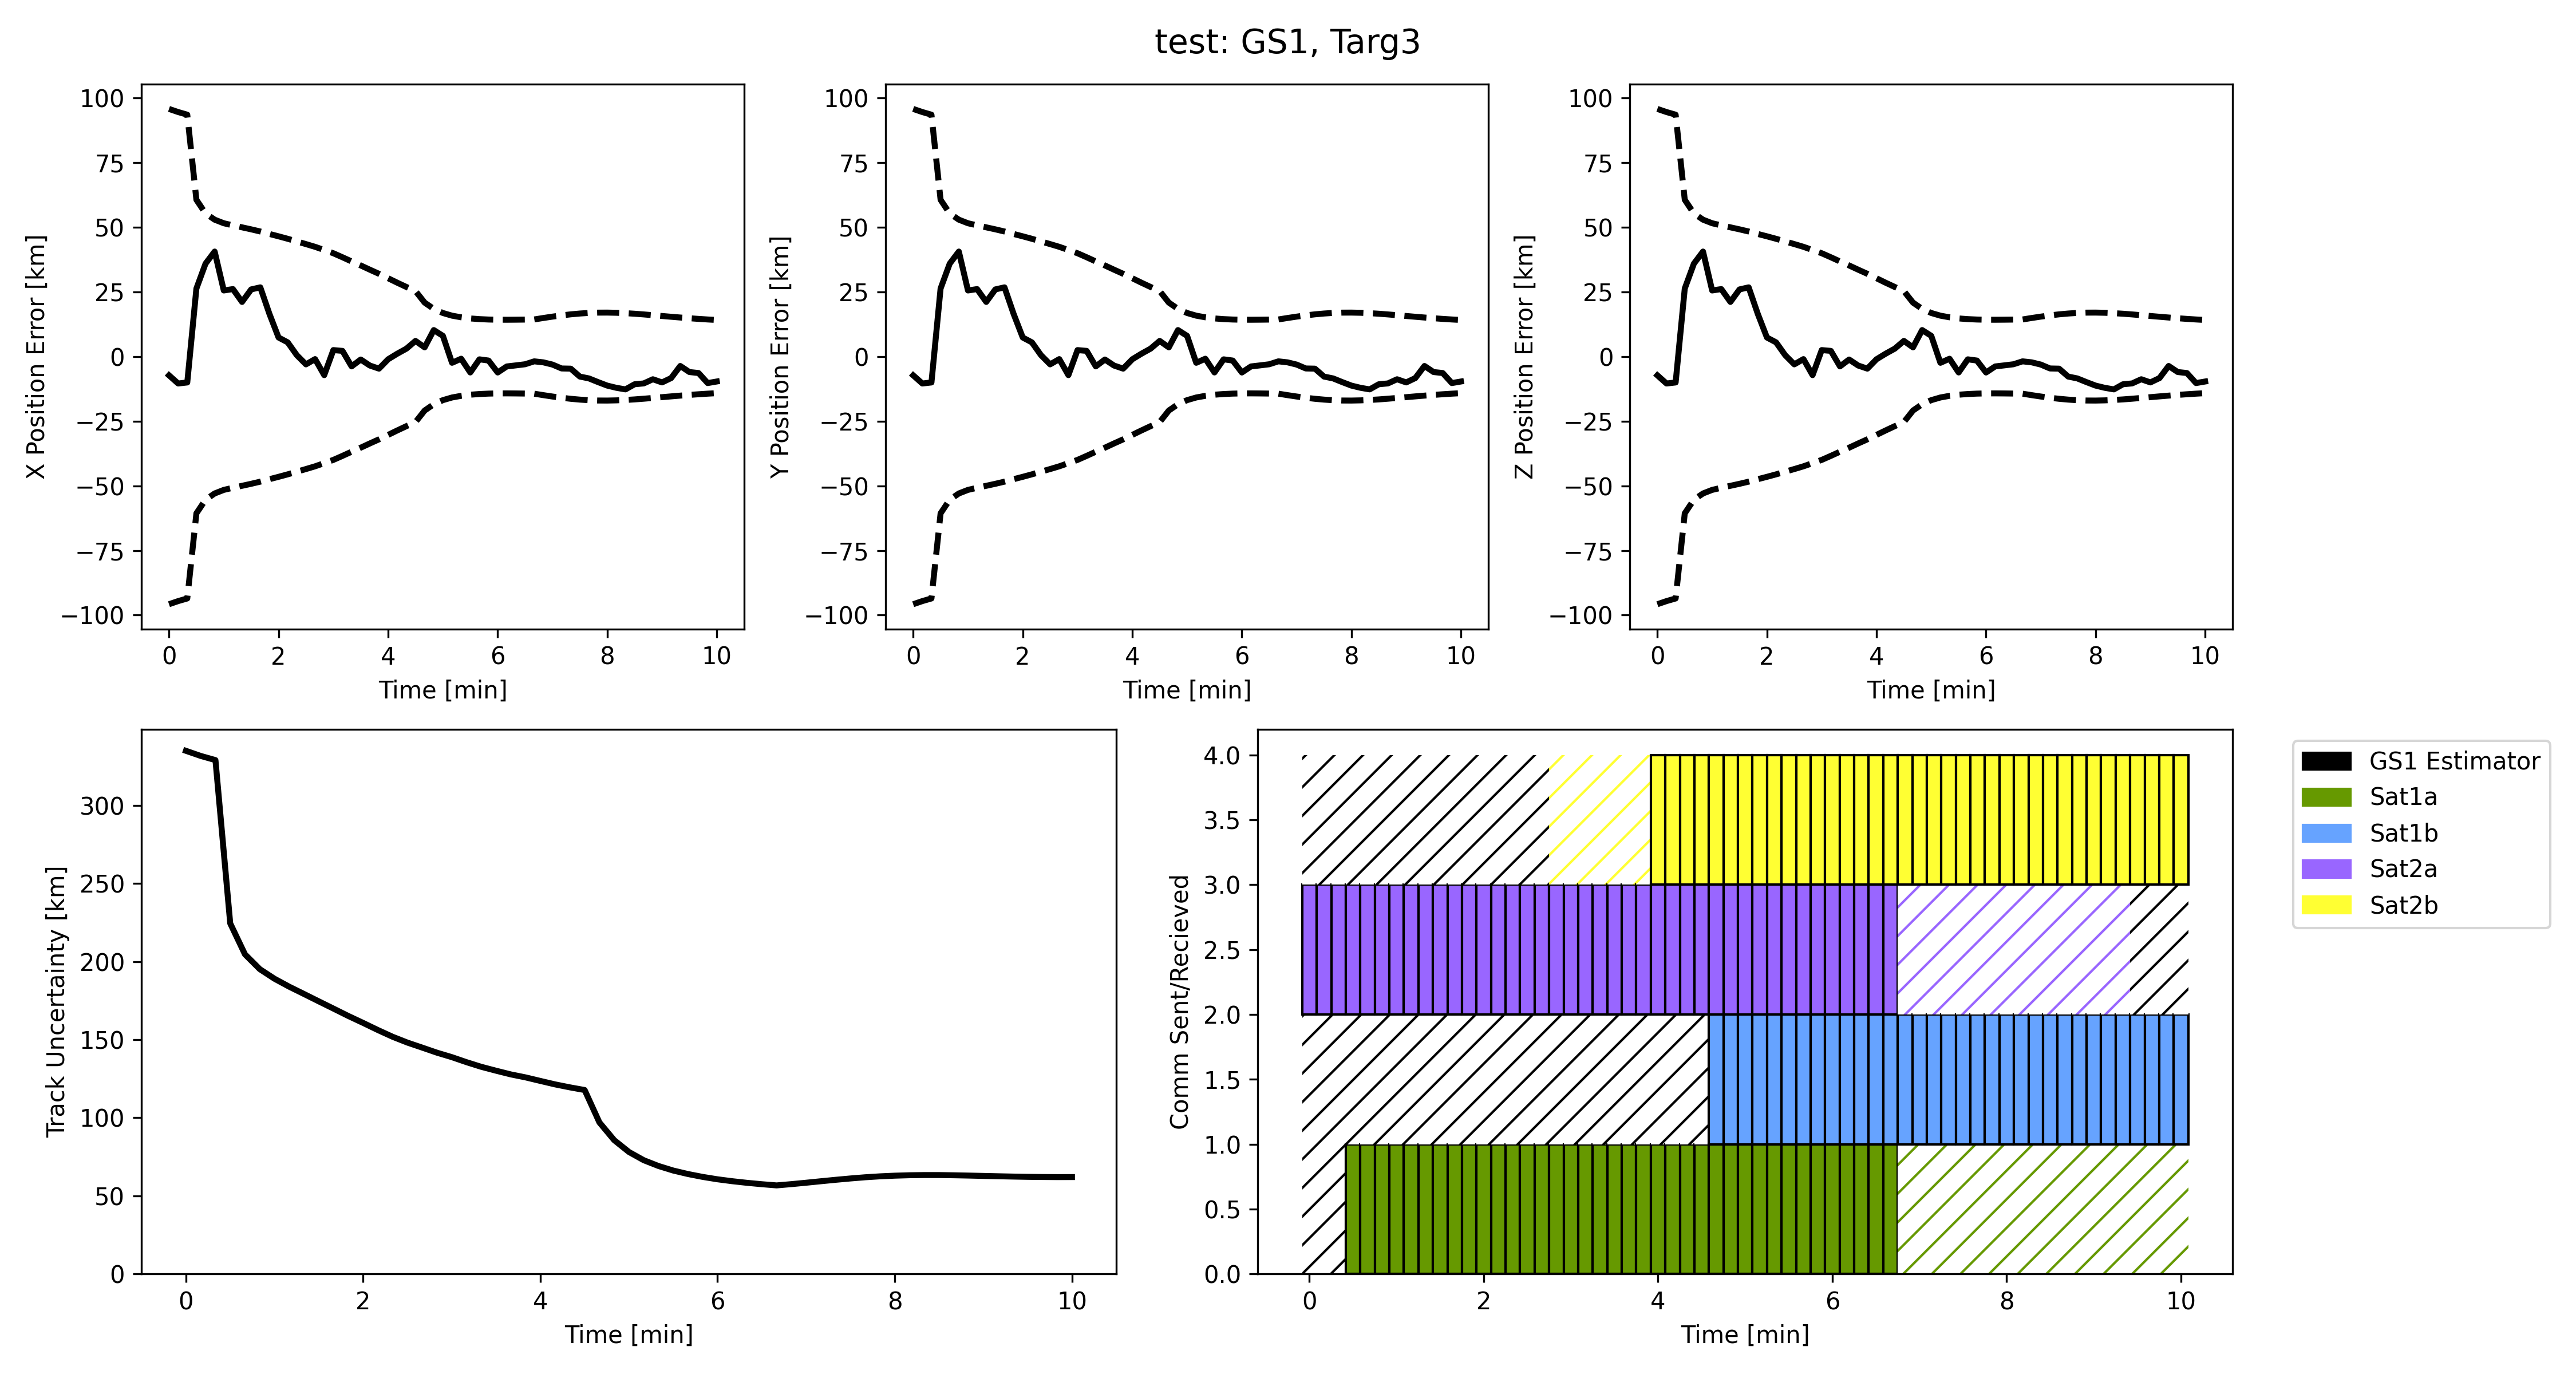 test: GS1, Targ3
100
75
50
25
0
−25
−50
−75
−100
X Position Error [km]
0 2 4 6 8 10
Time [min]
100
75
50
25
0
−25
−50
−75
−100
Y Position Error [km]
0 2 4 6 8 10
Time [min]
100
75
50
25
0
−25
−50
−75
−100
Z Position Error [km]
0 2 4 6 8 10
Time [min]
300
250
200
150
100
50
0
Track Uncertainty [km]
0 2 4 6 8 10
Time [min]
4.0
3.5
3.0
2.5
2.0
1.5
1.0
0.5
0.0
Comm Sent/Recieved
0 2 4 6 8 10
Time [min]
GS1 Estimator
Sat1a
Sat1b
Sat2a
Sat2b